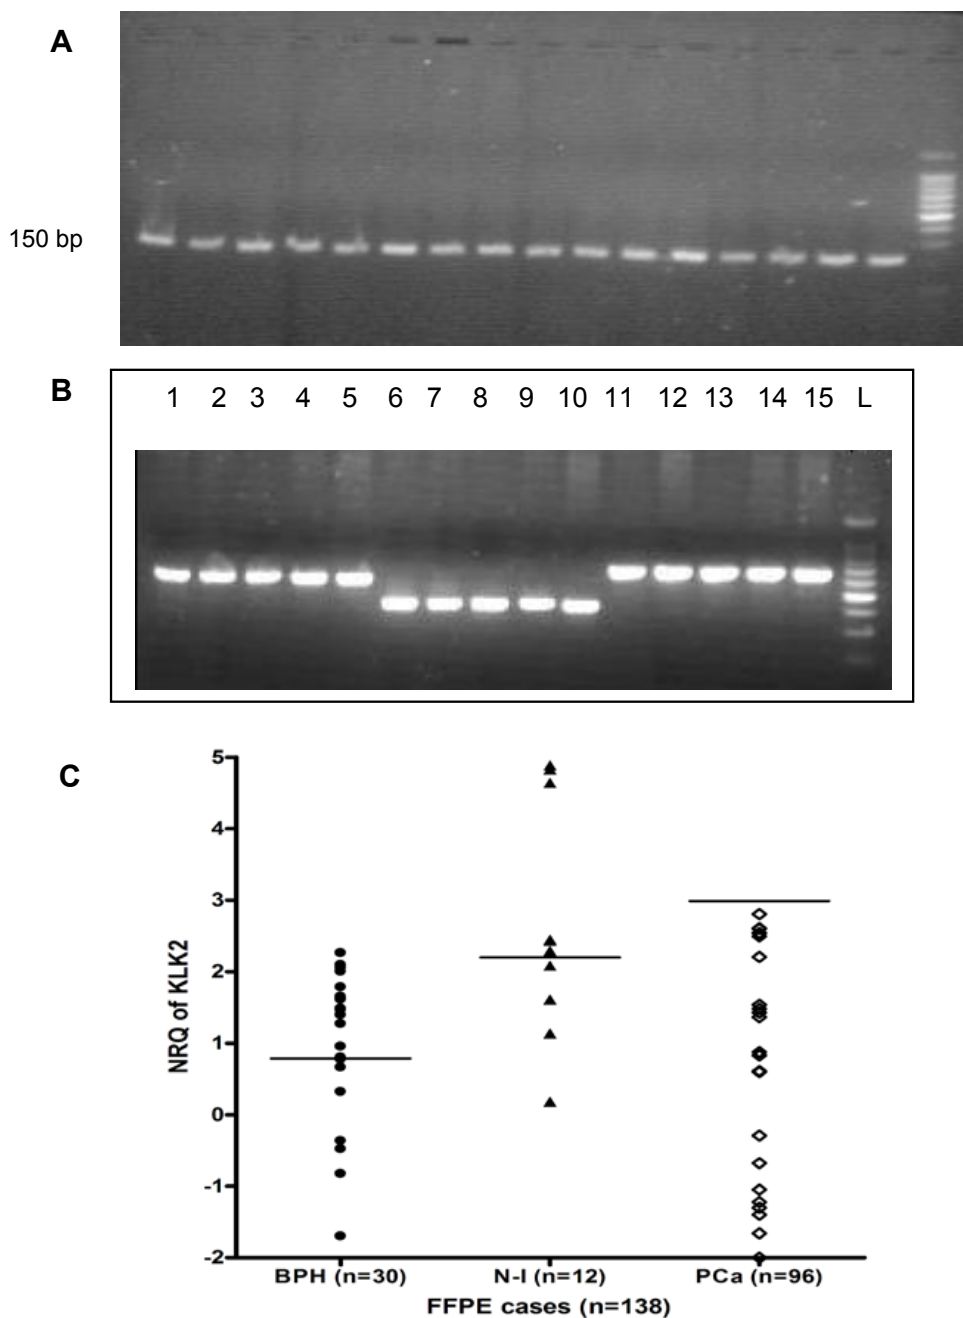 A
150 bp
B
1 2 3 4 5 6 7 8 9 10 11 12 13 14 15 L
C
5
4
3
2
1
0
-1
-2
NRQ of KLK2
BPH (n=30) N-I (n=12) PCa (n=96)
FFPE cases (n=138)